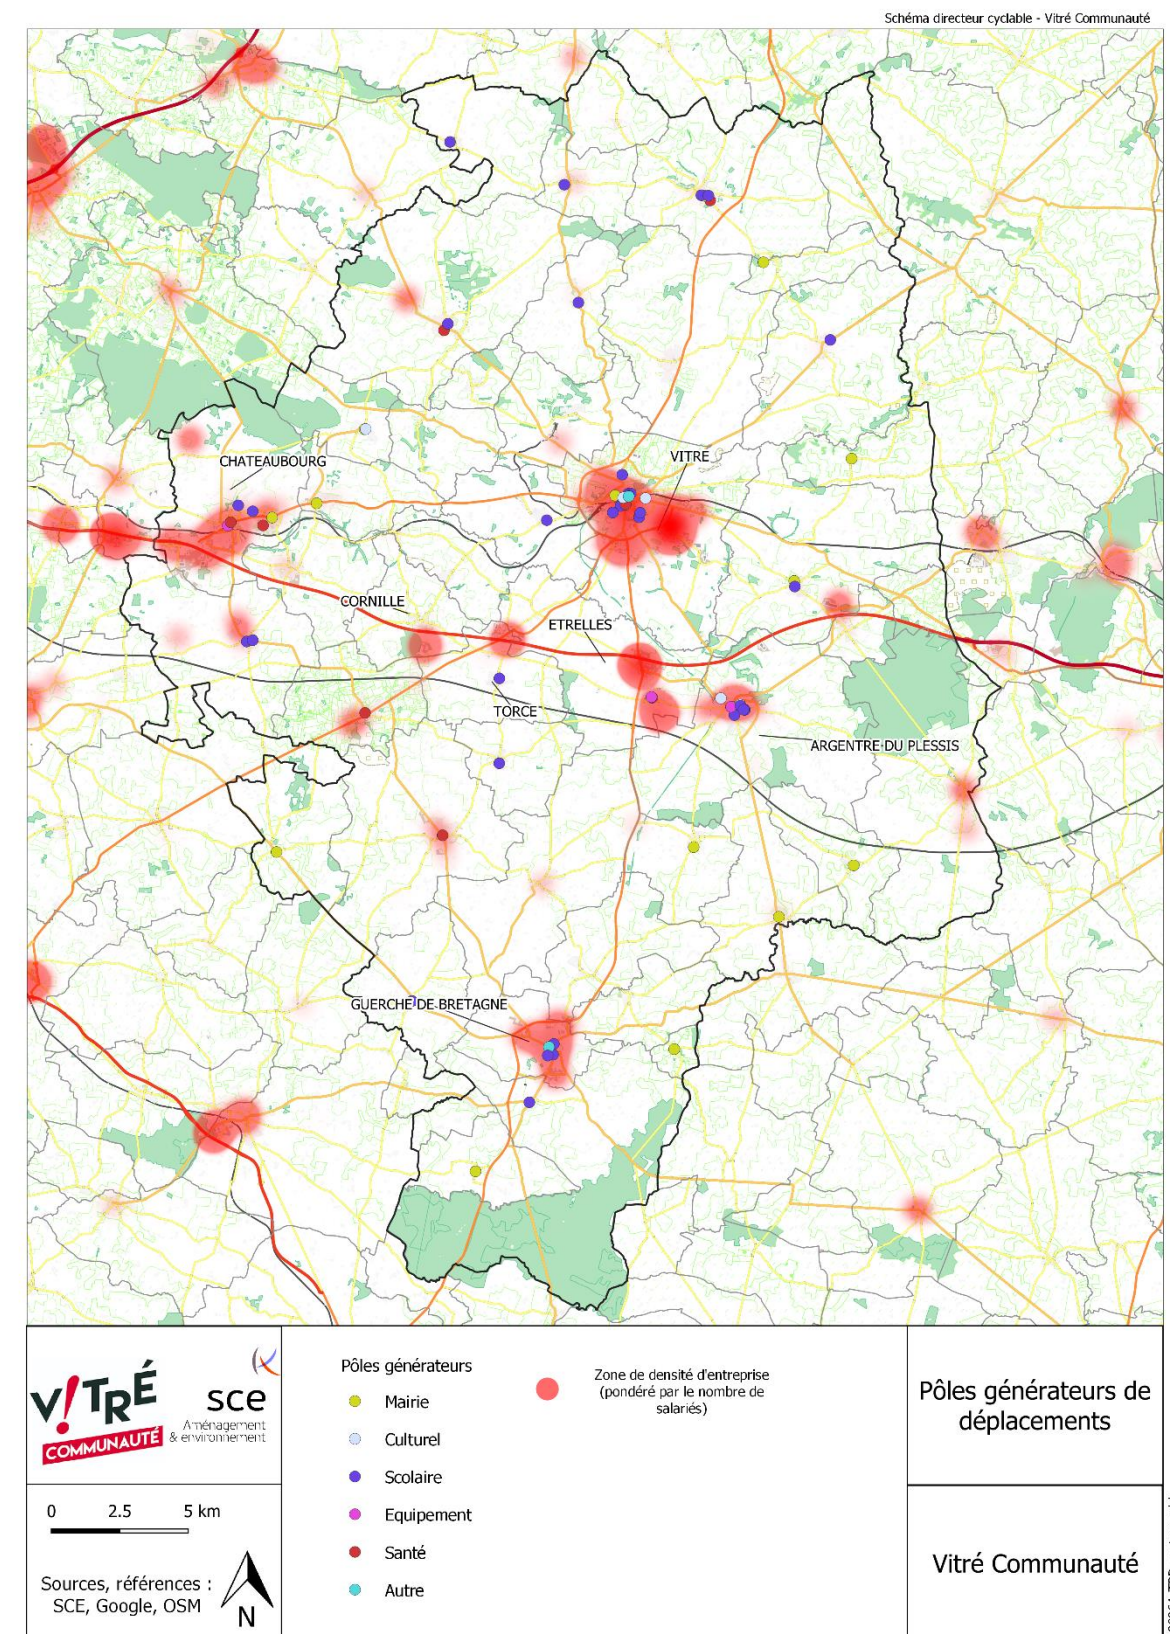 Schéma directeur cyclable - Vitré Communauté
VITRE
CHATEAUBOURG
CORNILLE
ETRELLES
TORCE
ARGENTRE DU PLESSIS
GUERCHE-DE-BRETAGNE
V!TRÉ
COMMUNAUTÉ
sce
Aménagement
& environnement
0 2.5 5 km
Sources, références :
SCE, Google, OSM
N
Pôles générateurs
Mairie
Culturel
Scolaire
Equipement
Santé
Autre
Zone de densité d'entreprise
(pondéré par le nombre de
salariés)
Pôles générateurs de
déplacements
Vitré Communauté